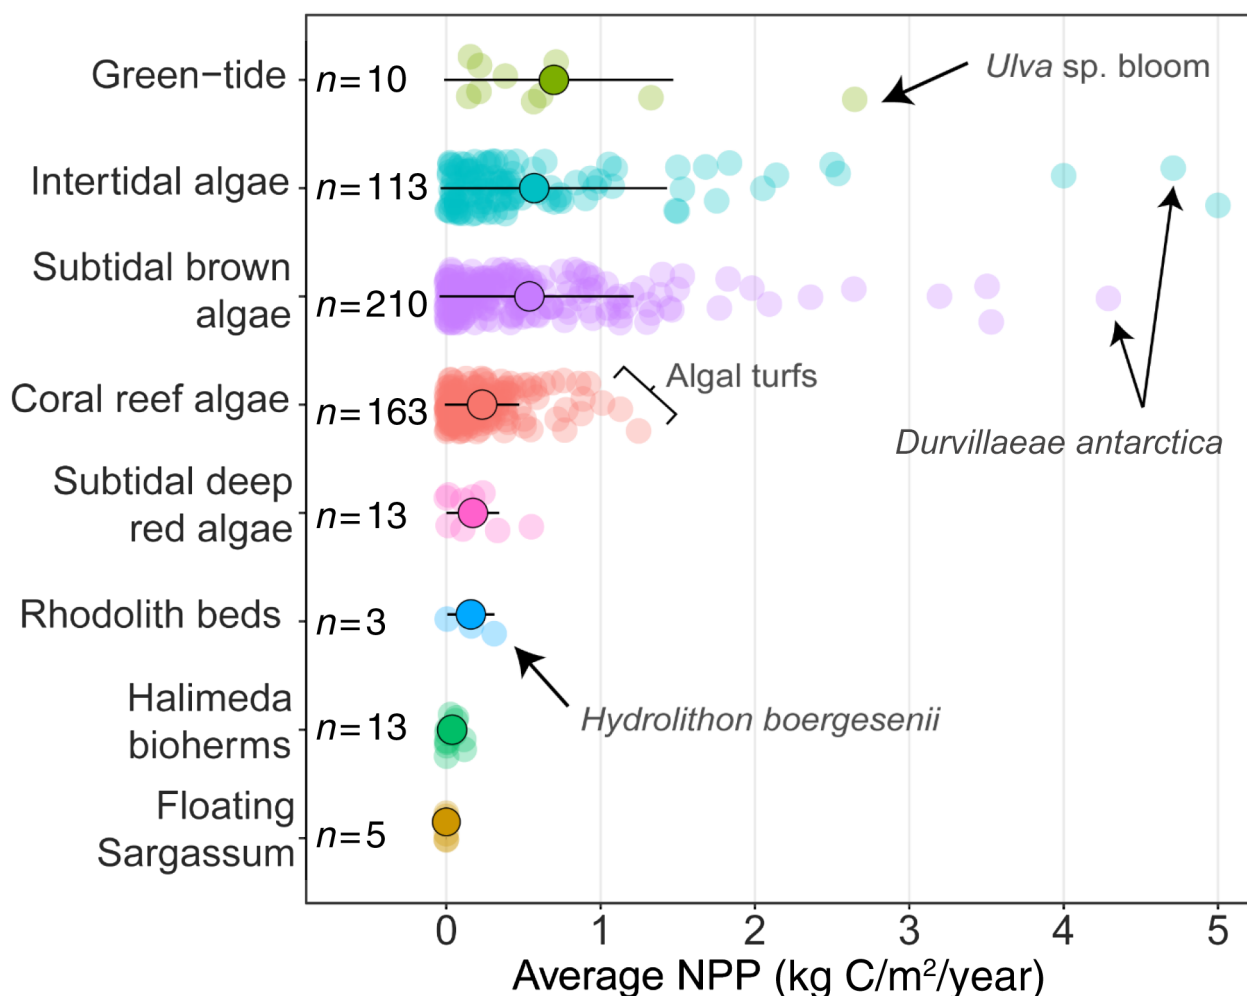 Green−tide
n=10
Ulva sp. bloom
Intertidal algae
n=113
Subtidal brown
algae
n=210
Coral reef algae
n=163
Algal turfs
Durvillaeae antarctica
Subtidal deep
red algae
n=13
Rhodolith beds
n=3
Hydrolithon boergesenii
Halimeda
bioherms
n=13
Floating
Sargassum
n=5
0 1 2 3 4 5
Average NPP (kg C/m²/year)